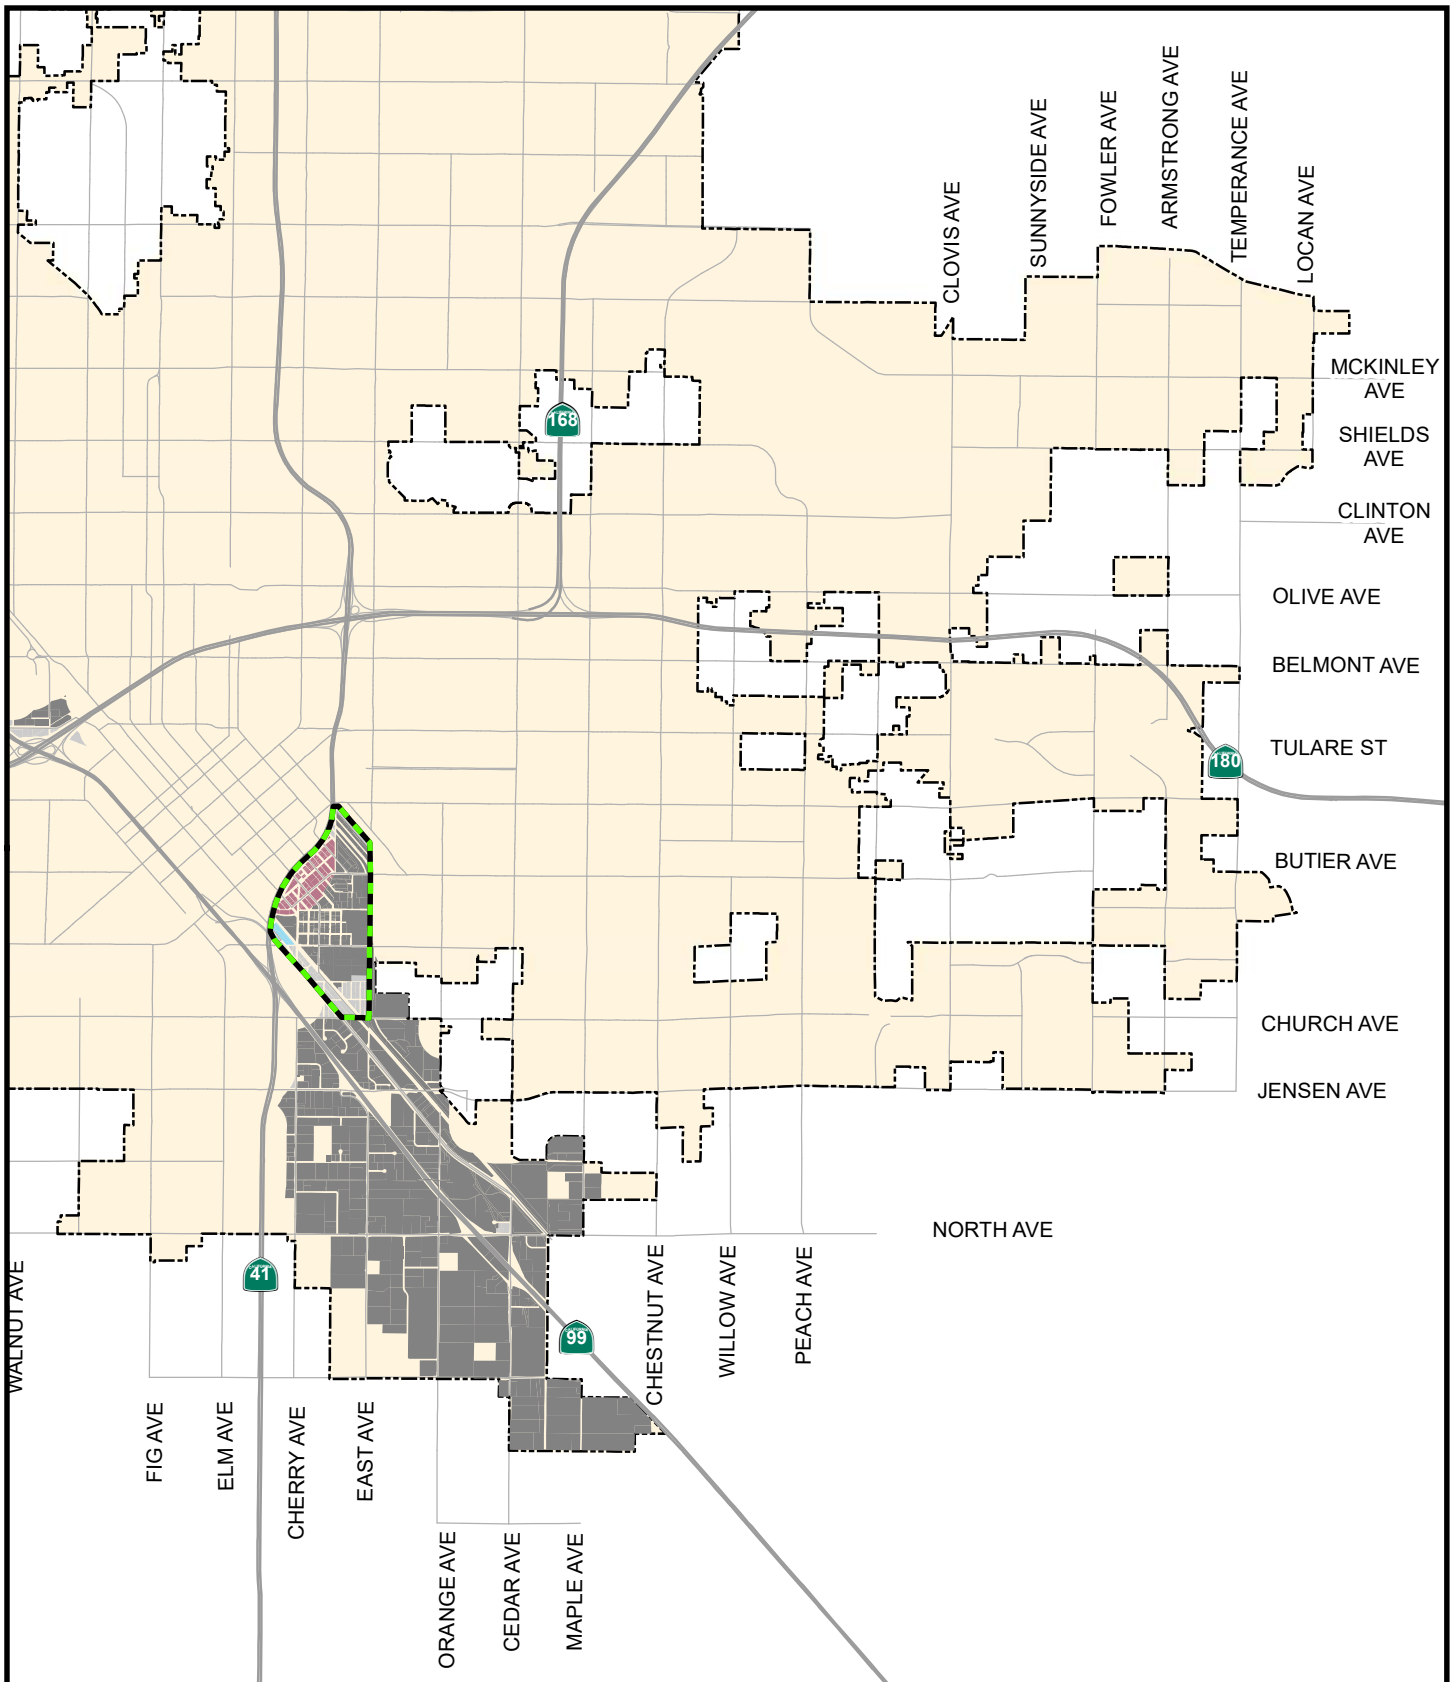 CLOVIS AVE
SUNNYSIDE AVE
FOWLER AVE
ARMSTRONG AVE
TEMPERANCE AVE
LOCAN AVE
MCKINLEY
AVE
168
SHIELDS
AVE
CLINTON
AVE
OLIVE AVE
BELMONT AVE
TULARE ST
180
BUTIER AVE
CHURCH AVE
JENSEN AVE
NORTH AVE
WALNUT AVE
41
99
CHESTNUT AVE
WILLOW AVE
PEACH AVE
FIG AVE
ELM AVE
CHERRY AVE
EAST AVE
ORANGE AVE
CEDAR AVE
MAPLE AVE